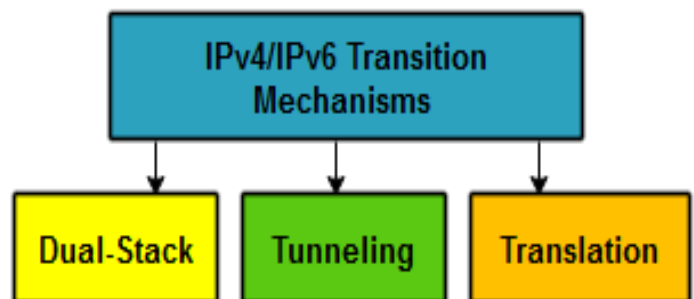 IPv4/IPv6 Transition
Mechanisms
Dual-Stack
Tunneling
Translation